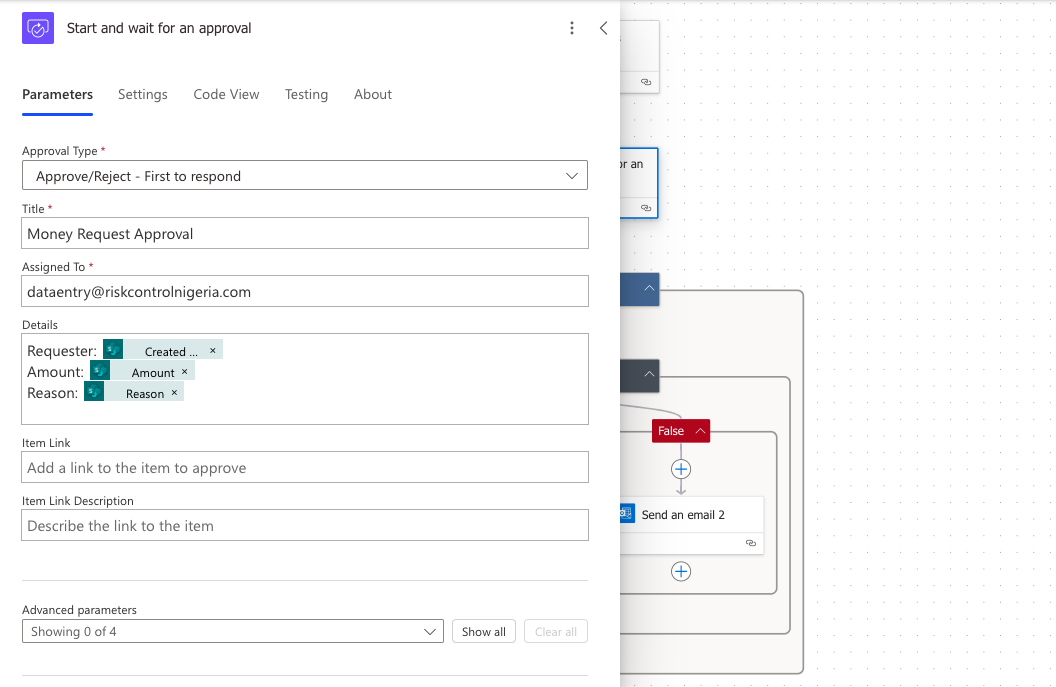 Start and wait for an approval
Parameters Settings Code View Testing About
Approval Type *
Approve/Reject - First to respond
Title *
Money Request Approval
Assigned To *
dataentry@riskcontrolnigeria.com
Details
Requester: Created ... ×
Amount: Amount ×
Reason: Reason ×
Item Link
Add a link to the item to approve
Item Link Description
Describe the link to the item
Advanced parameters
Showing 0 of 4 Show all Clear all
or an
False
Send an email 2